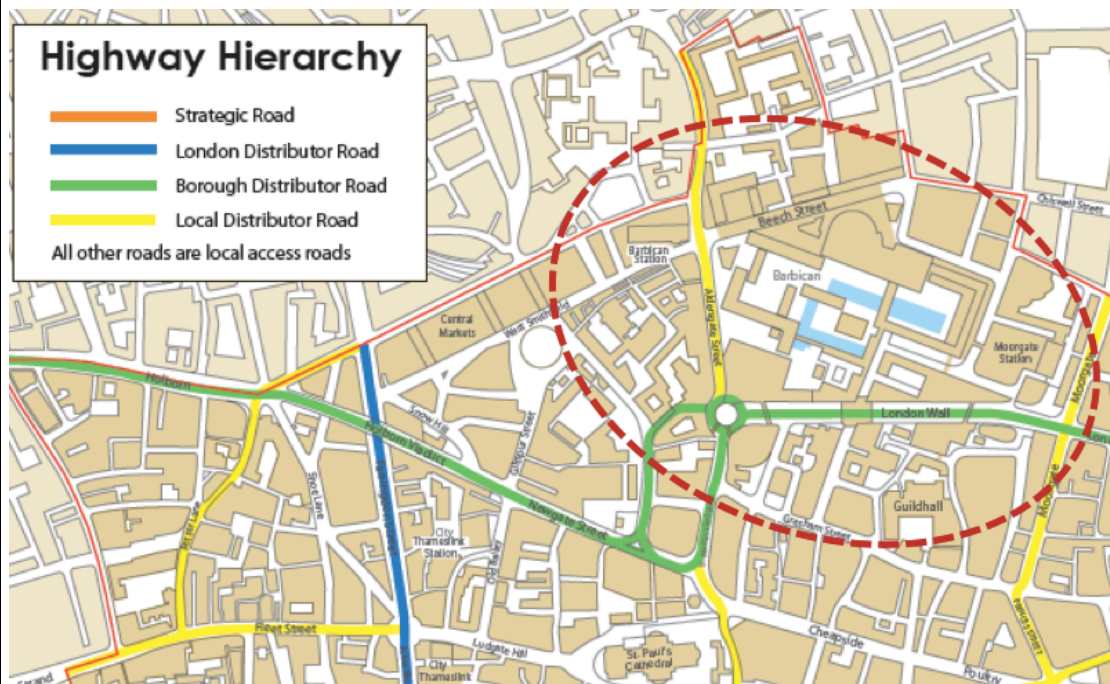 Highway Hierarchy
Strategic Road
London Distributor Road
Borough Distributor Road
Local Distributor Road
All other roads are local access roads
Chiswell Street
Beech Street
Barbican
Station
Barbican
Central
Markets
West Smithfield
Aldersgate Street
Moorgate
Station
Moorgate
Holborn
Snow Hill
Holborn Viaduct
Giltspur Street
London Wall
Shoe Lane
Newgate Street
Guildhall
Moorgate
Gresham Street
City
Thameslink
Station
Old Bailey
Fleet Street
Ludgate Hill
Cheapside
St. Paul's
Cathedral
City
Thameslink
Poultry
Strand